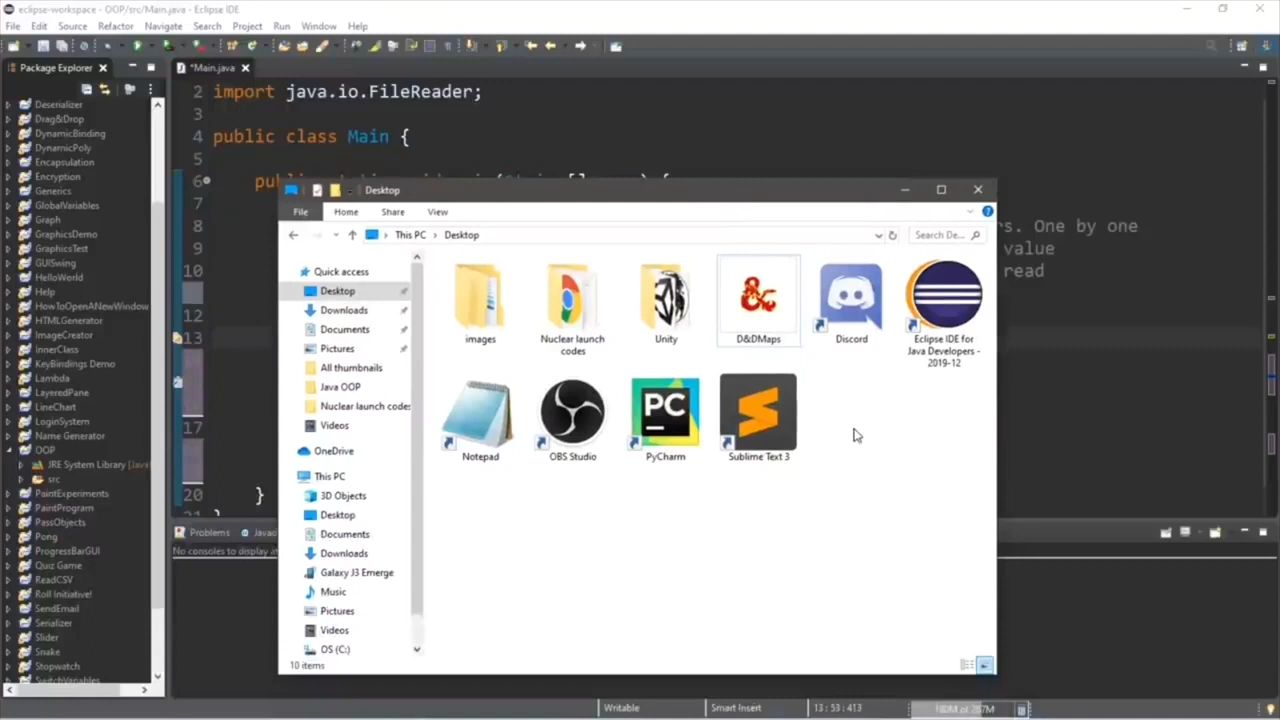 eclipse-workspace - OOP/src/Main.java - Eclipse IDE
File Edit Source Refactor Navigate Search Project Run Window Help
Package Explorer
*Main.java
Deserializer
Drag&Drop
DynamicBinding
DynamicPoly
Encapsulation
Encryption
Generics
GlobalVariables
Graph
GraphicsDemo
GraphicsTest
GUISwing
HelloWorld
Help
HowToOpenANewWindow
HTMLGenerator
ImageCreator
InnerClass
KeyBindings Demo
Lambda
LayeredPane
LineChart
LoginSystem
Name Generator
OOP
JRE System Library [Java
src
PaintExperiments
PaintProgram
PassObjects
Pong
ProgressBarGUI
Quiz Game
ReadCSV
Roll Initiative!
SendEmail
Serializer
Slider
Snake
Stopwatch
2 import java.io.FileReader;
3
4 public class Main {
5
6
7
8 s. One by one
9 value
10 read
12
13
17
20 }
Problems
No consoles to display at
Desktop
File Home Share View
This PC Desktop
Search De...
Quick access
Desktop
Downloads
Documents
Pictures
All thumbnails
Java OOP
Nuclear launch codes
Videos
OneDrive
This PC
3D Objects
Desktop
Documents
Downloads
Galaxy J3 Emerge
Music
Pictures
Videos
OS (C:)
images
Nuclear launch
codes
Unity
D&DMaps
Discord
Eclipse IDE for
Java Developers -
2019-12
Notepad
OBS Studio
PC
PyCharm
Sublime Text 3
10 items
Writable Smart Insert 13 : 53 : 413